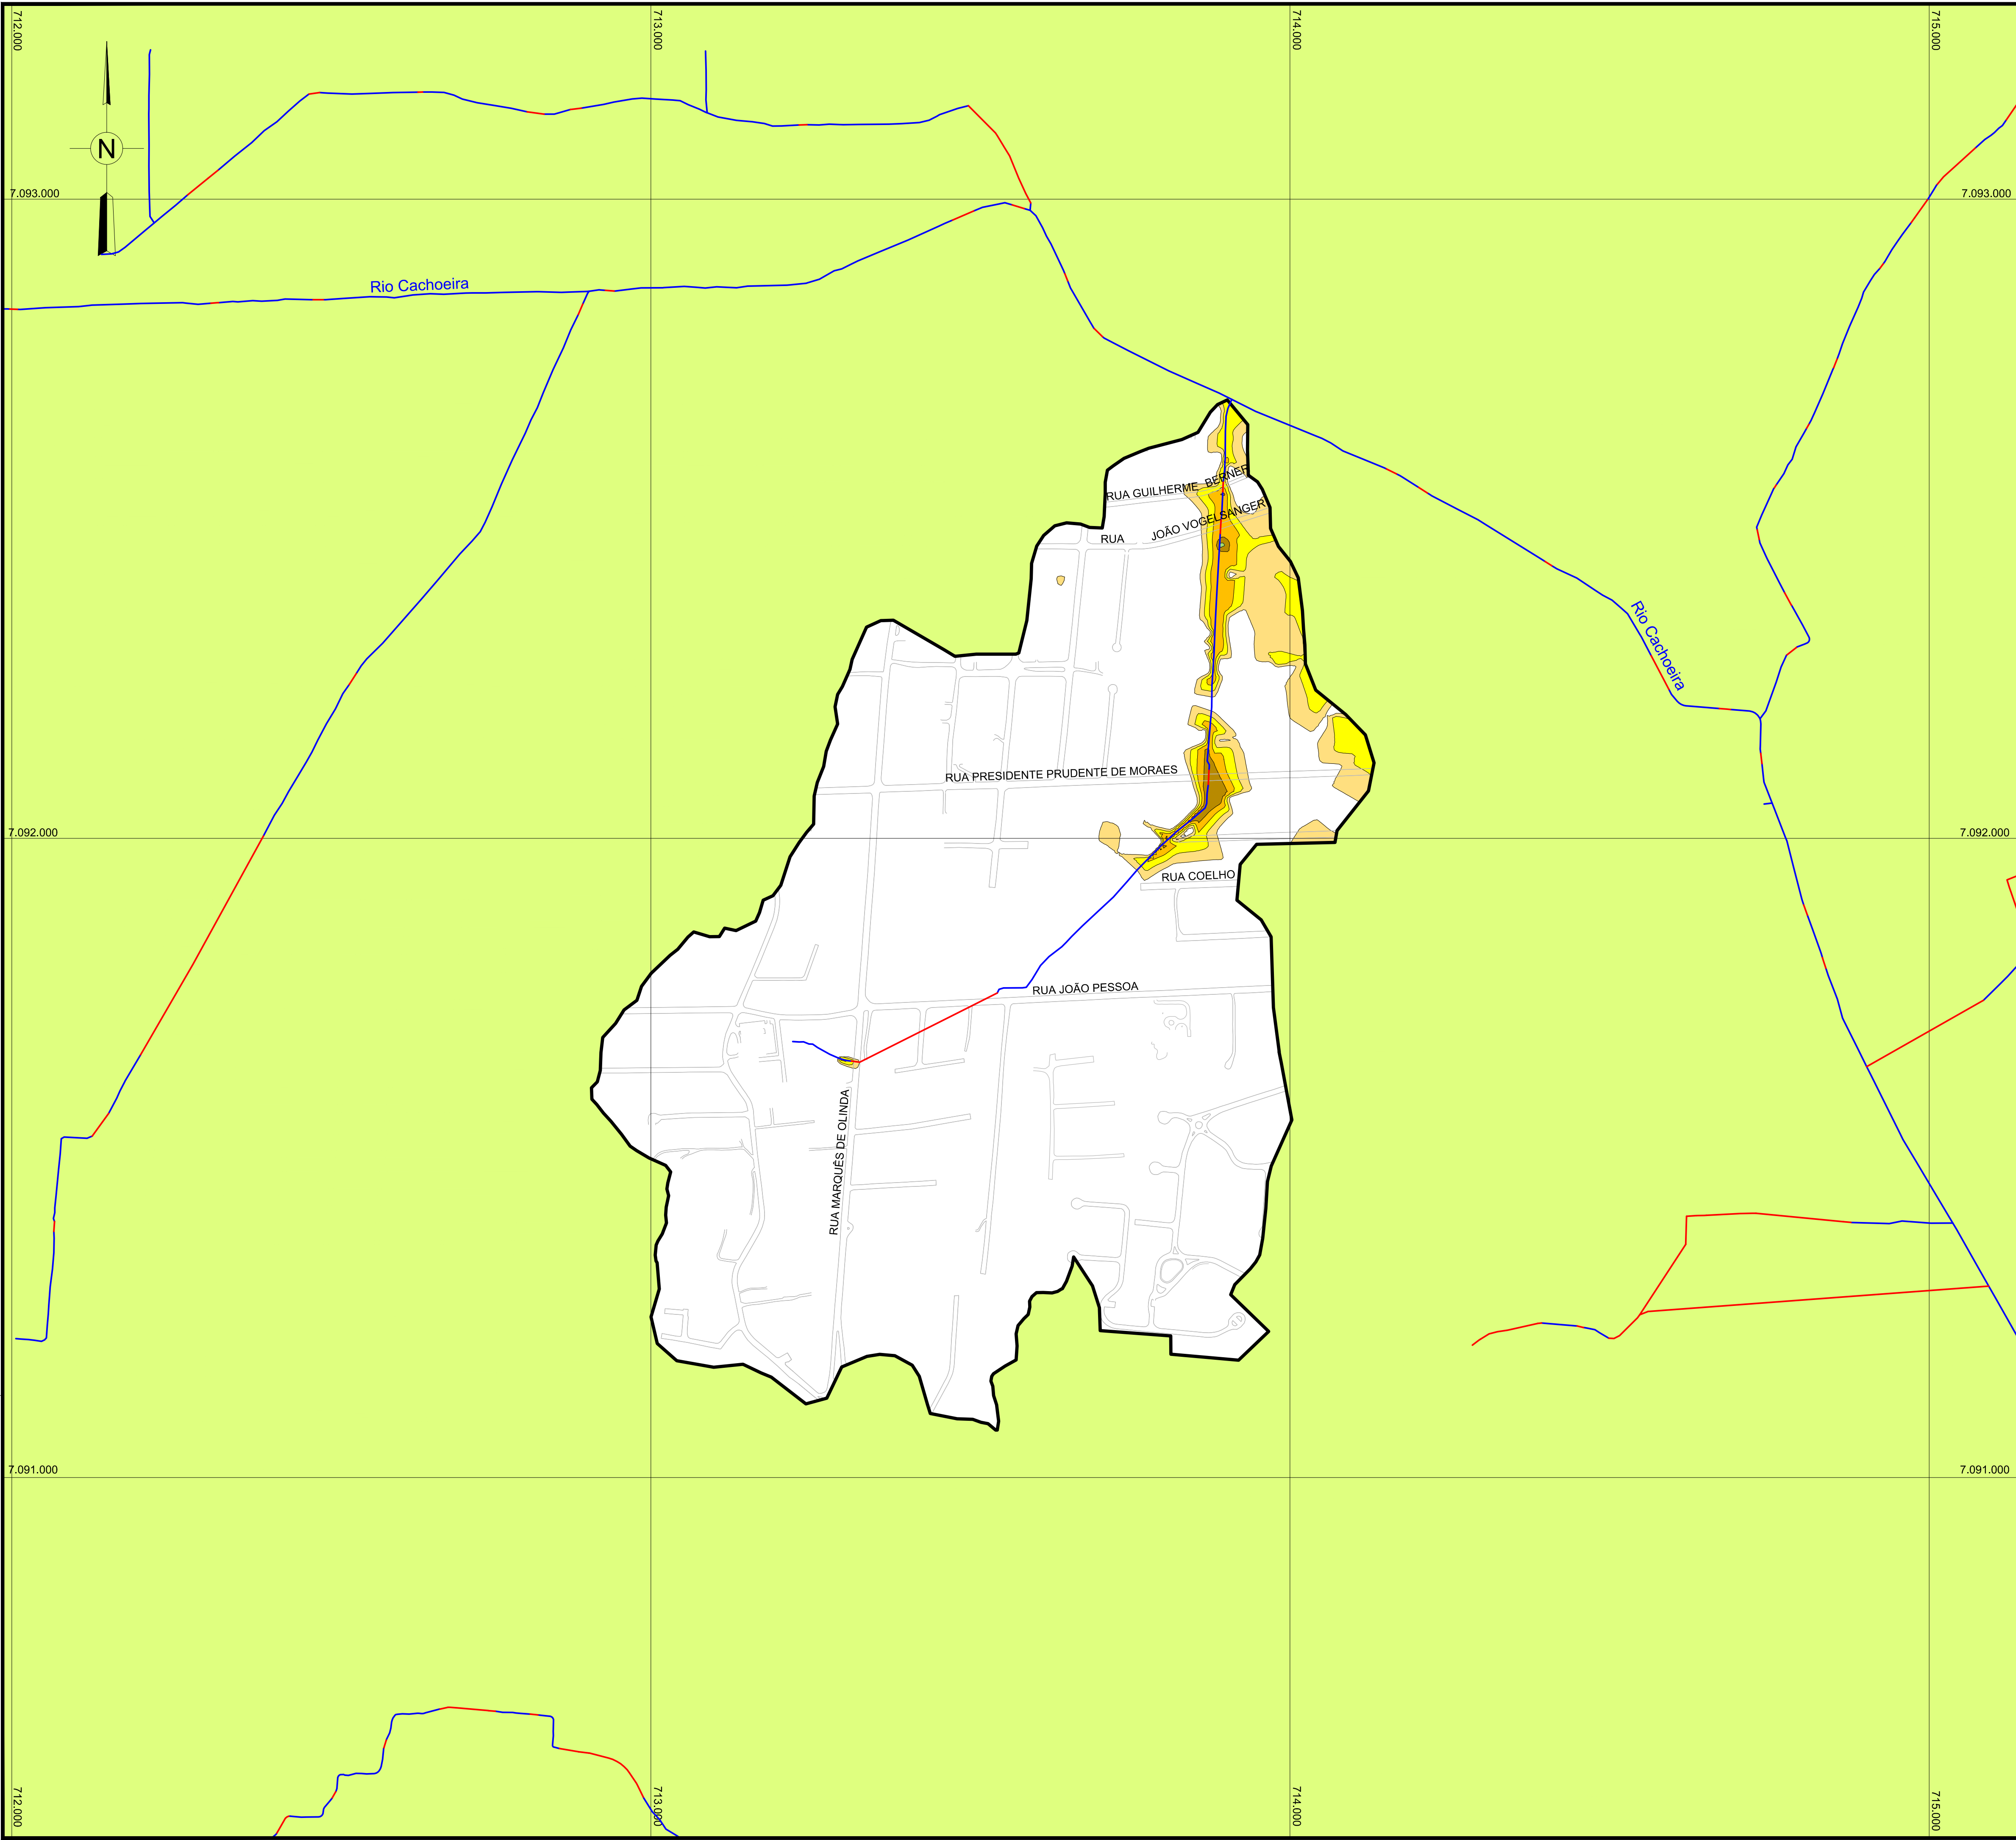 712.000
713.000
714.000
715.000
N
7.093.000
7.093.000
Rio Cachoeira
RUA GUILHERME BERNER
RUA JOÃO VOGELSANGER
Rio Cachoeira
RUA PRESIDENTE PRUDENTE DE MORAES
7.092.000
7.092.000
RUA COELHO
RUA JOÃO PESSOA
RUA MARQUÊS DE OLINDA
7.091.000
7.091.000
712.000
713.000
714.000
715.000